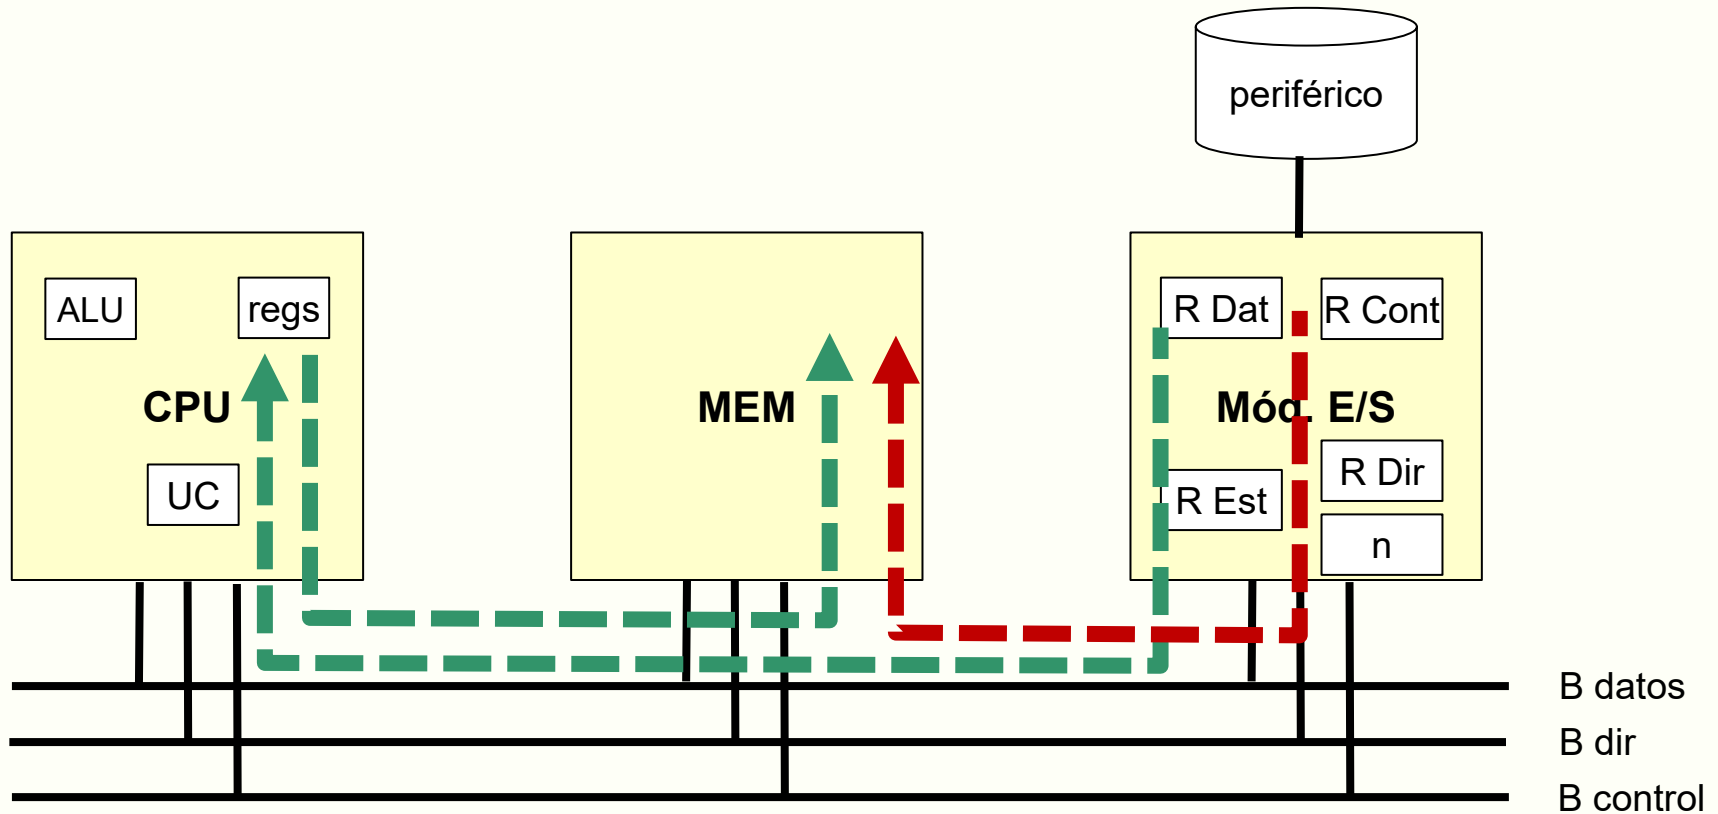 periférico
ALU
regs
CPU
UC
MEM
R Dat
R Cont
Mód. E/S
R Dir
R Est
n
B datos
B dir
B control